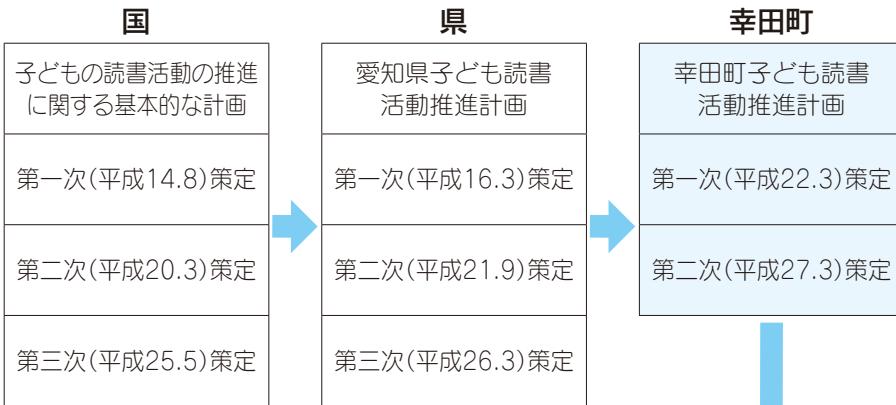 国
子どもの読書活動の推進
に関する基本的な計画
第一次(平成14.8)策定
第二次(平成20.3)策定
第三次(平成25.5)策定
県
愛知県子ども読書
活動推進計画
第一次(平成16.3)策定
第二次(平成21.9)策定
第三次(平成26.3)策定
幸田町
幸田町子ども読書
活動推進計画
第一次(平成22.3)策定
第二次(平成27.3)策定